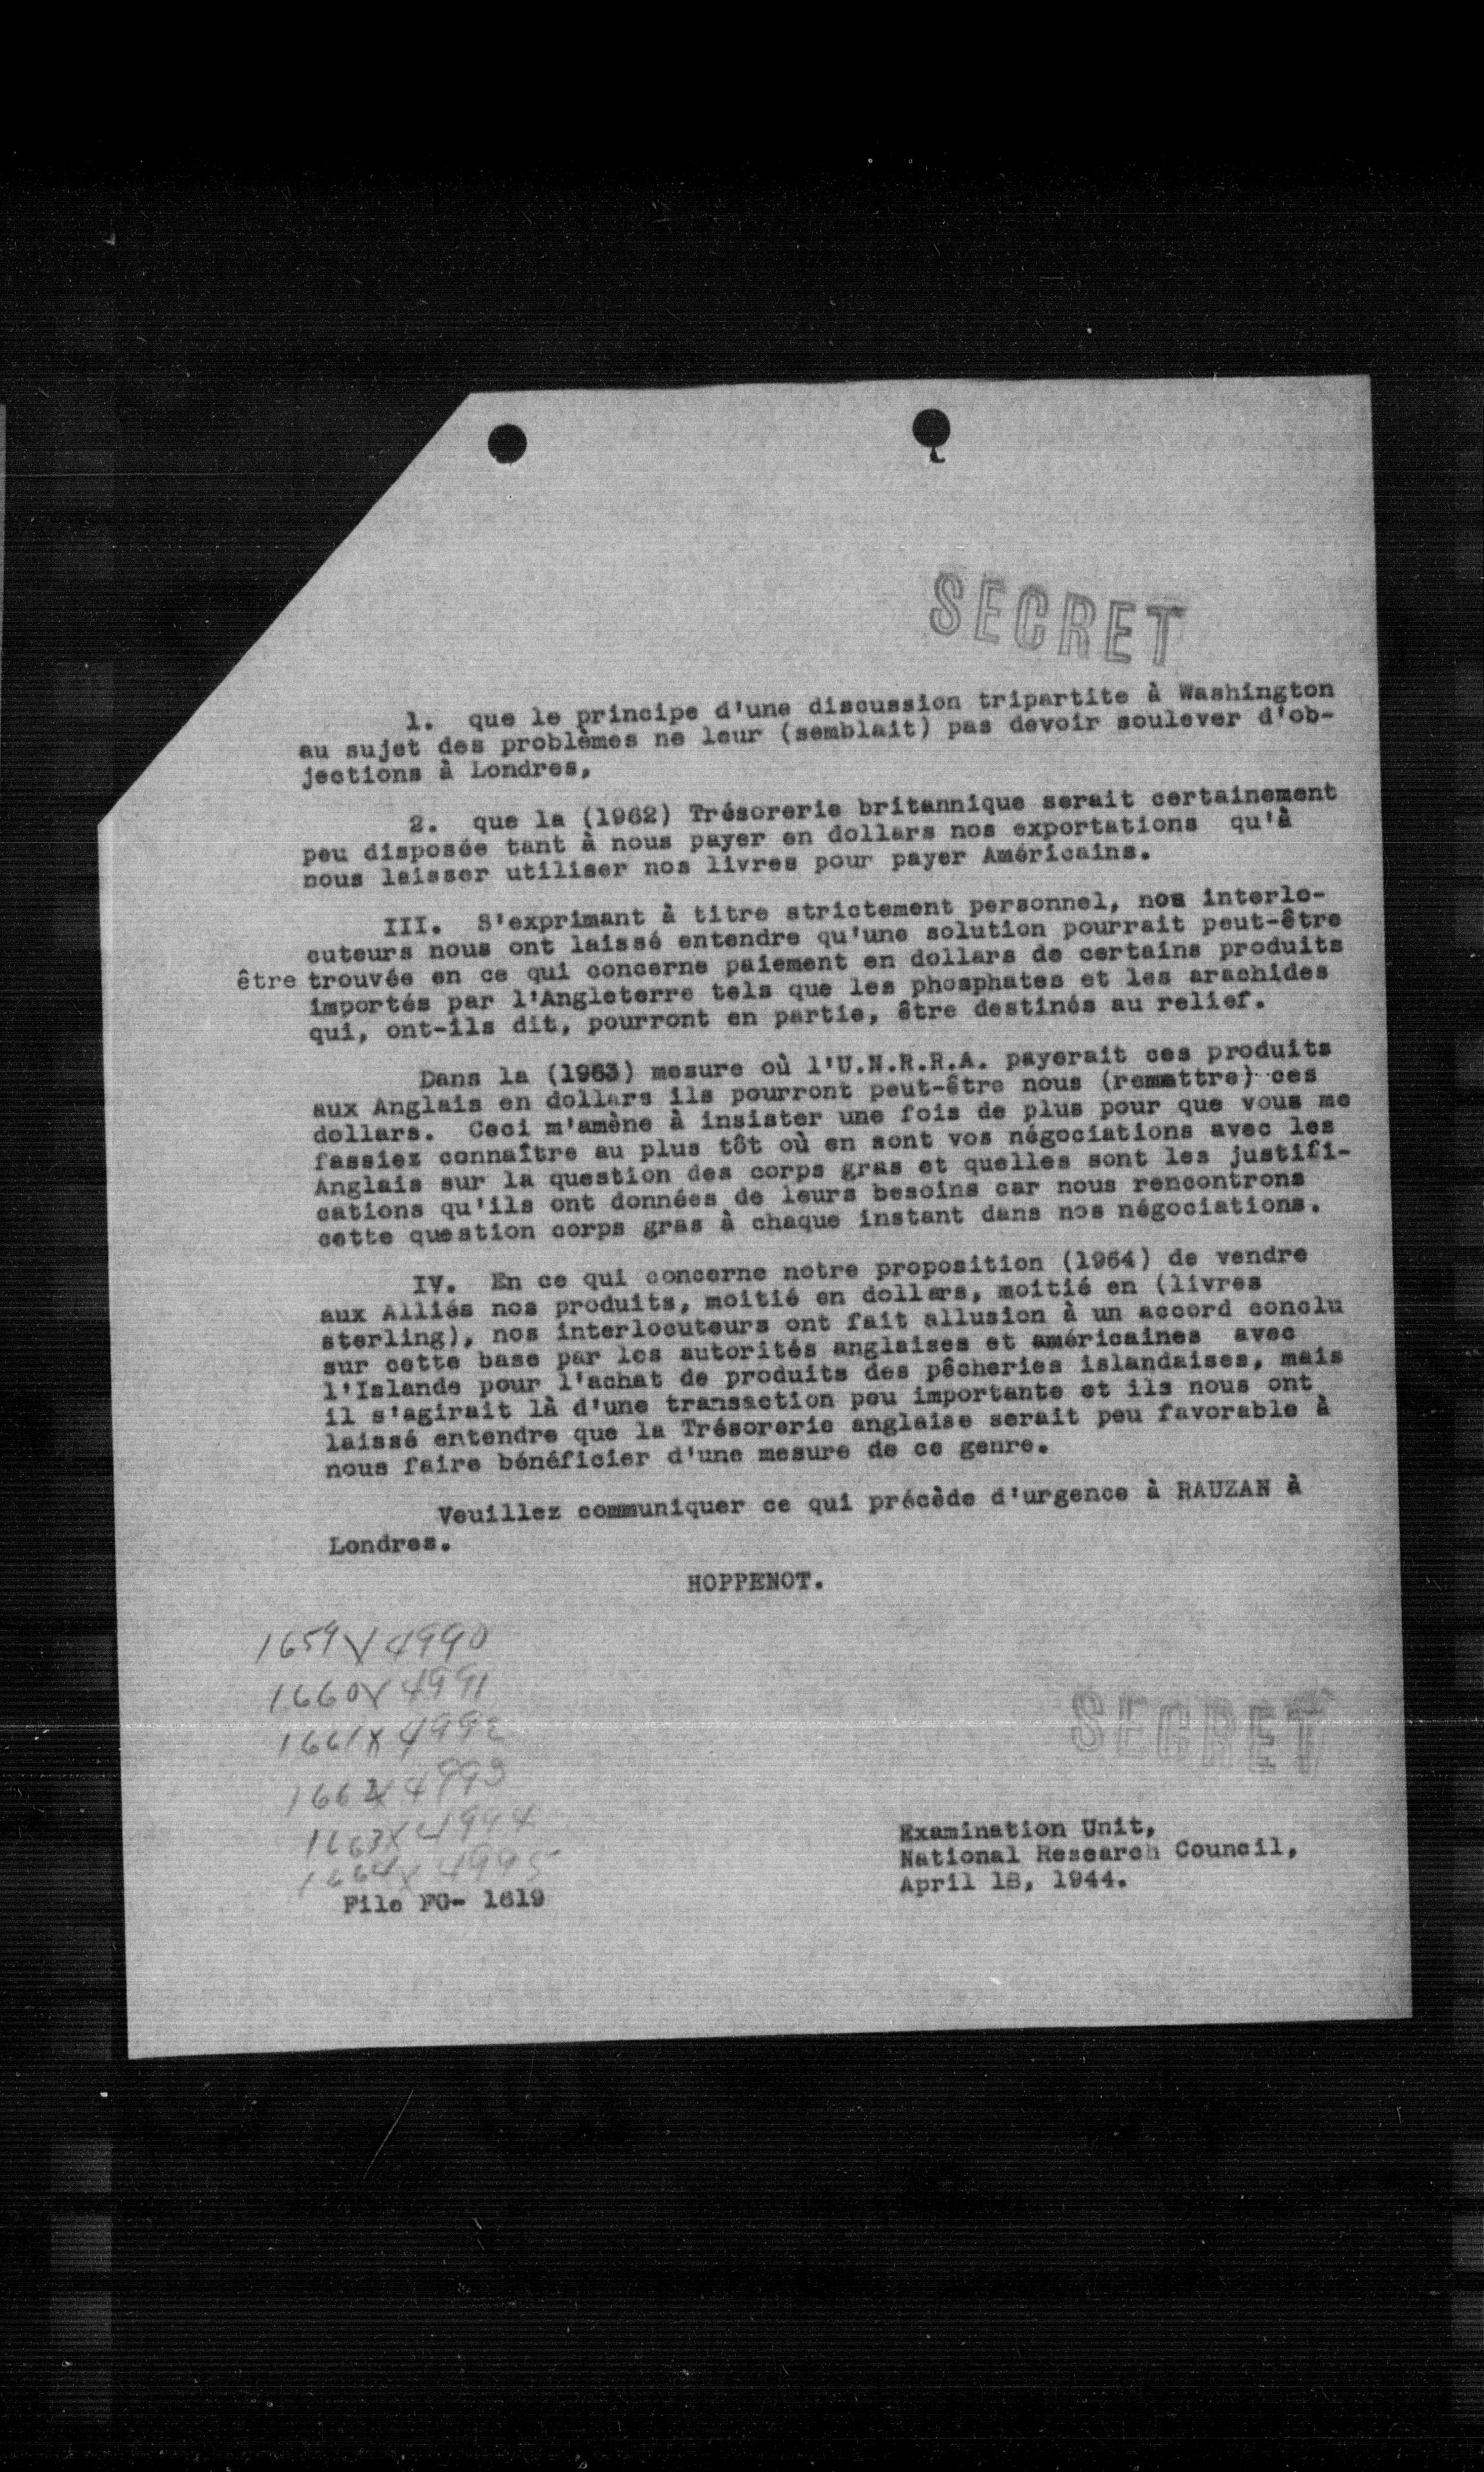 SECRET
1. que le principe d'une discussion tripartite à Washington
au sujet des problèmes ne leur (semblait) pas devoir soulever d'ob-
jections à Londres,
2. que la (1962) Trésorerie britannique serait certainement
peu disposée tant à nous payer en dollars nos exportations qu'à
nous laisser utiliser nos livres pour payer Américains.
III. S'exprimant à titre strictement personnel, nos interlo-
cuteurs nous ont laissé entendre qu'une solution pourrait peut-être
être trouvée en ce qui concerne paiement en dollars de certains produits
importés par l'Angleterre tels que les phosphates et les arachides
qui, ont-ils dit, pourront en partie, être destinés au relief.
Dans la (1963) mesure où l'U.N.R.R.A. payerait ces produits
aux Anglais en dollars ils pourront peut-être nous (remettre) ces
dollars. Ceci m'amène à insister une fois de plus pour que vous me
fassiez connaître au plus tôt où en sont vos négociations avec les
Anglais sur la question des corps gras et quelles sont les justifi-
cations qu'ils ont données de leurs besoins car nous rencontrons
cette question corps gras à chaque instant dans nos négociations.
IV. En ce qui concerne notre proposition (1964) de vendre
aux Alliés nos produits, moitié en dollars, moitié en (livres
sterling), nos interlocuteurs ont fait allusion à un accord conclu
sur cette base par les autorités anglaises et américaines avec
l'Islande pour l'achat de produits des pêcheries islandaises, mais
il s'agirait là d'une transaction peu importante et ils nous ont
laissé entendre que la Trésorerie anglaise serait peu favorable à
nous faire bénéficier d'une mesure de ce genre.
Veuillez communiquer ce qui précède d'urgence à RAUZAN à
Londres.
HOPPENOT.
1659 X 4990
1660 X 4991
1661 X 4992
1662 X 4993
1663 X 4994
1664 X 4995
SECRET
Examination Unit,
National Research Council,
April 18, 1944.
File FG- 1619